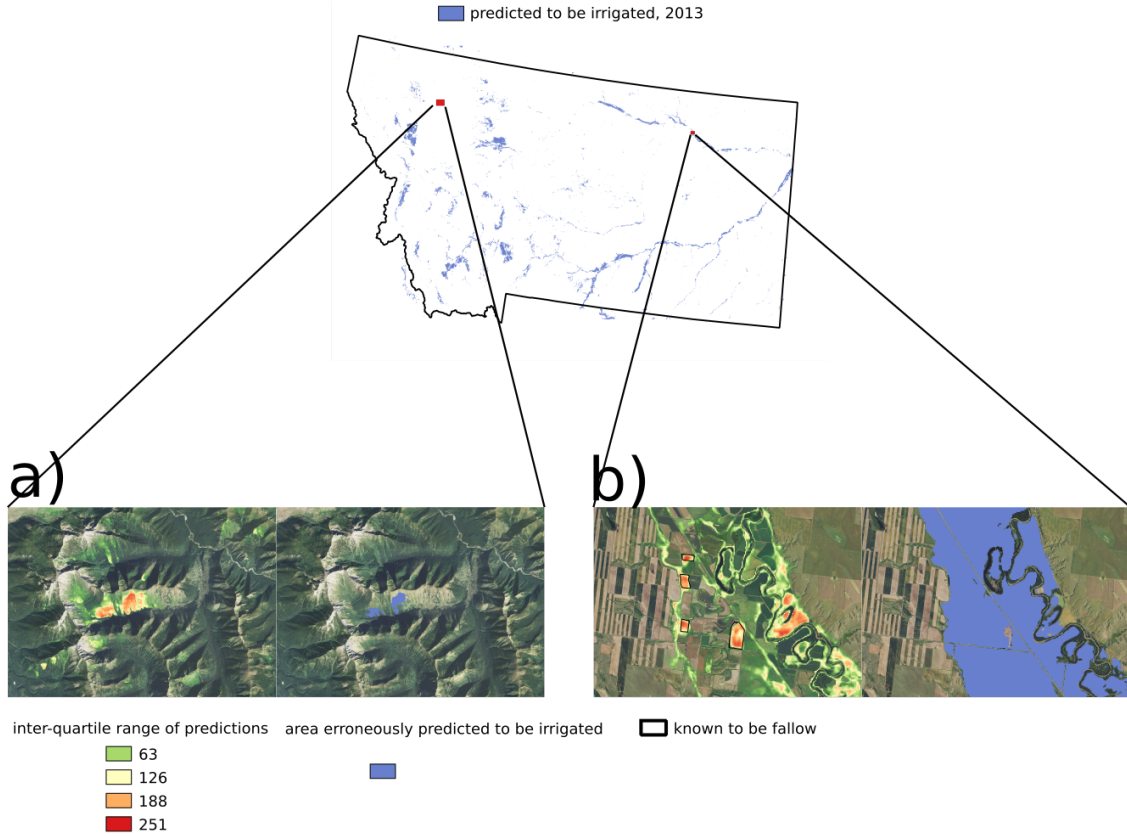 predicted to be irrigated, 2013
a)
b)
inter-quartile range of predictions
63
126
188
251
area erroneously predicted to be irrigated
known to be fallow